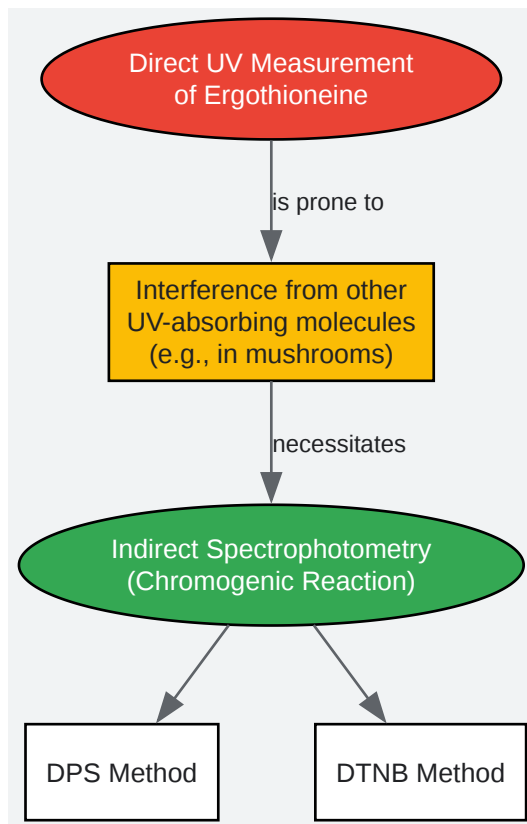 Direct UV Measurement
of Ergothioneine
is prone to
Interference from other
UV-absorbing molecules
(e.g., in mushrooms)
necessitates
Indirect Spectrophotometry
(Chromogenic Reaction)
DPS Method
DTNB Method